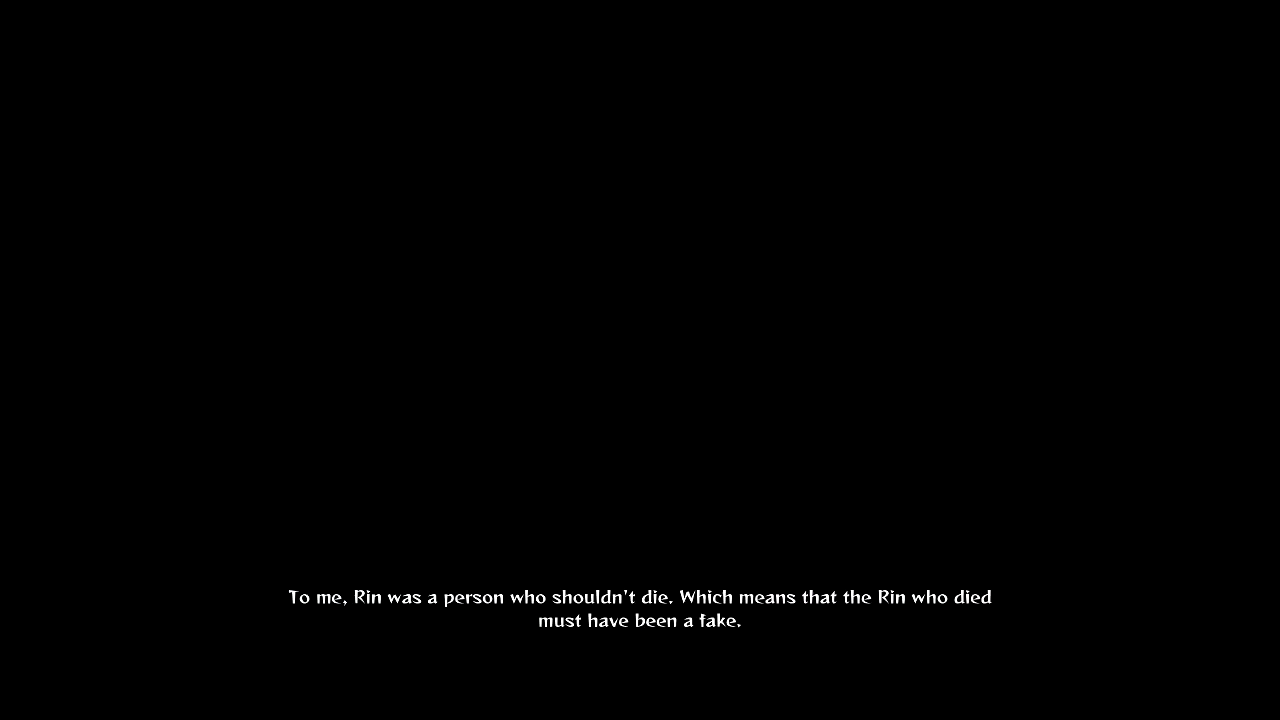 To me, Rin was a person who shouldn't die. Which means that the Rin who died
must have been a fake.